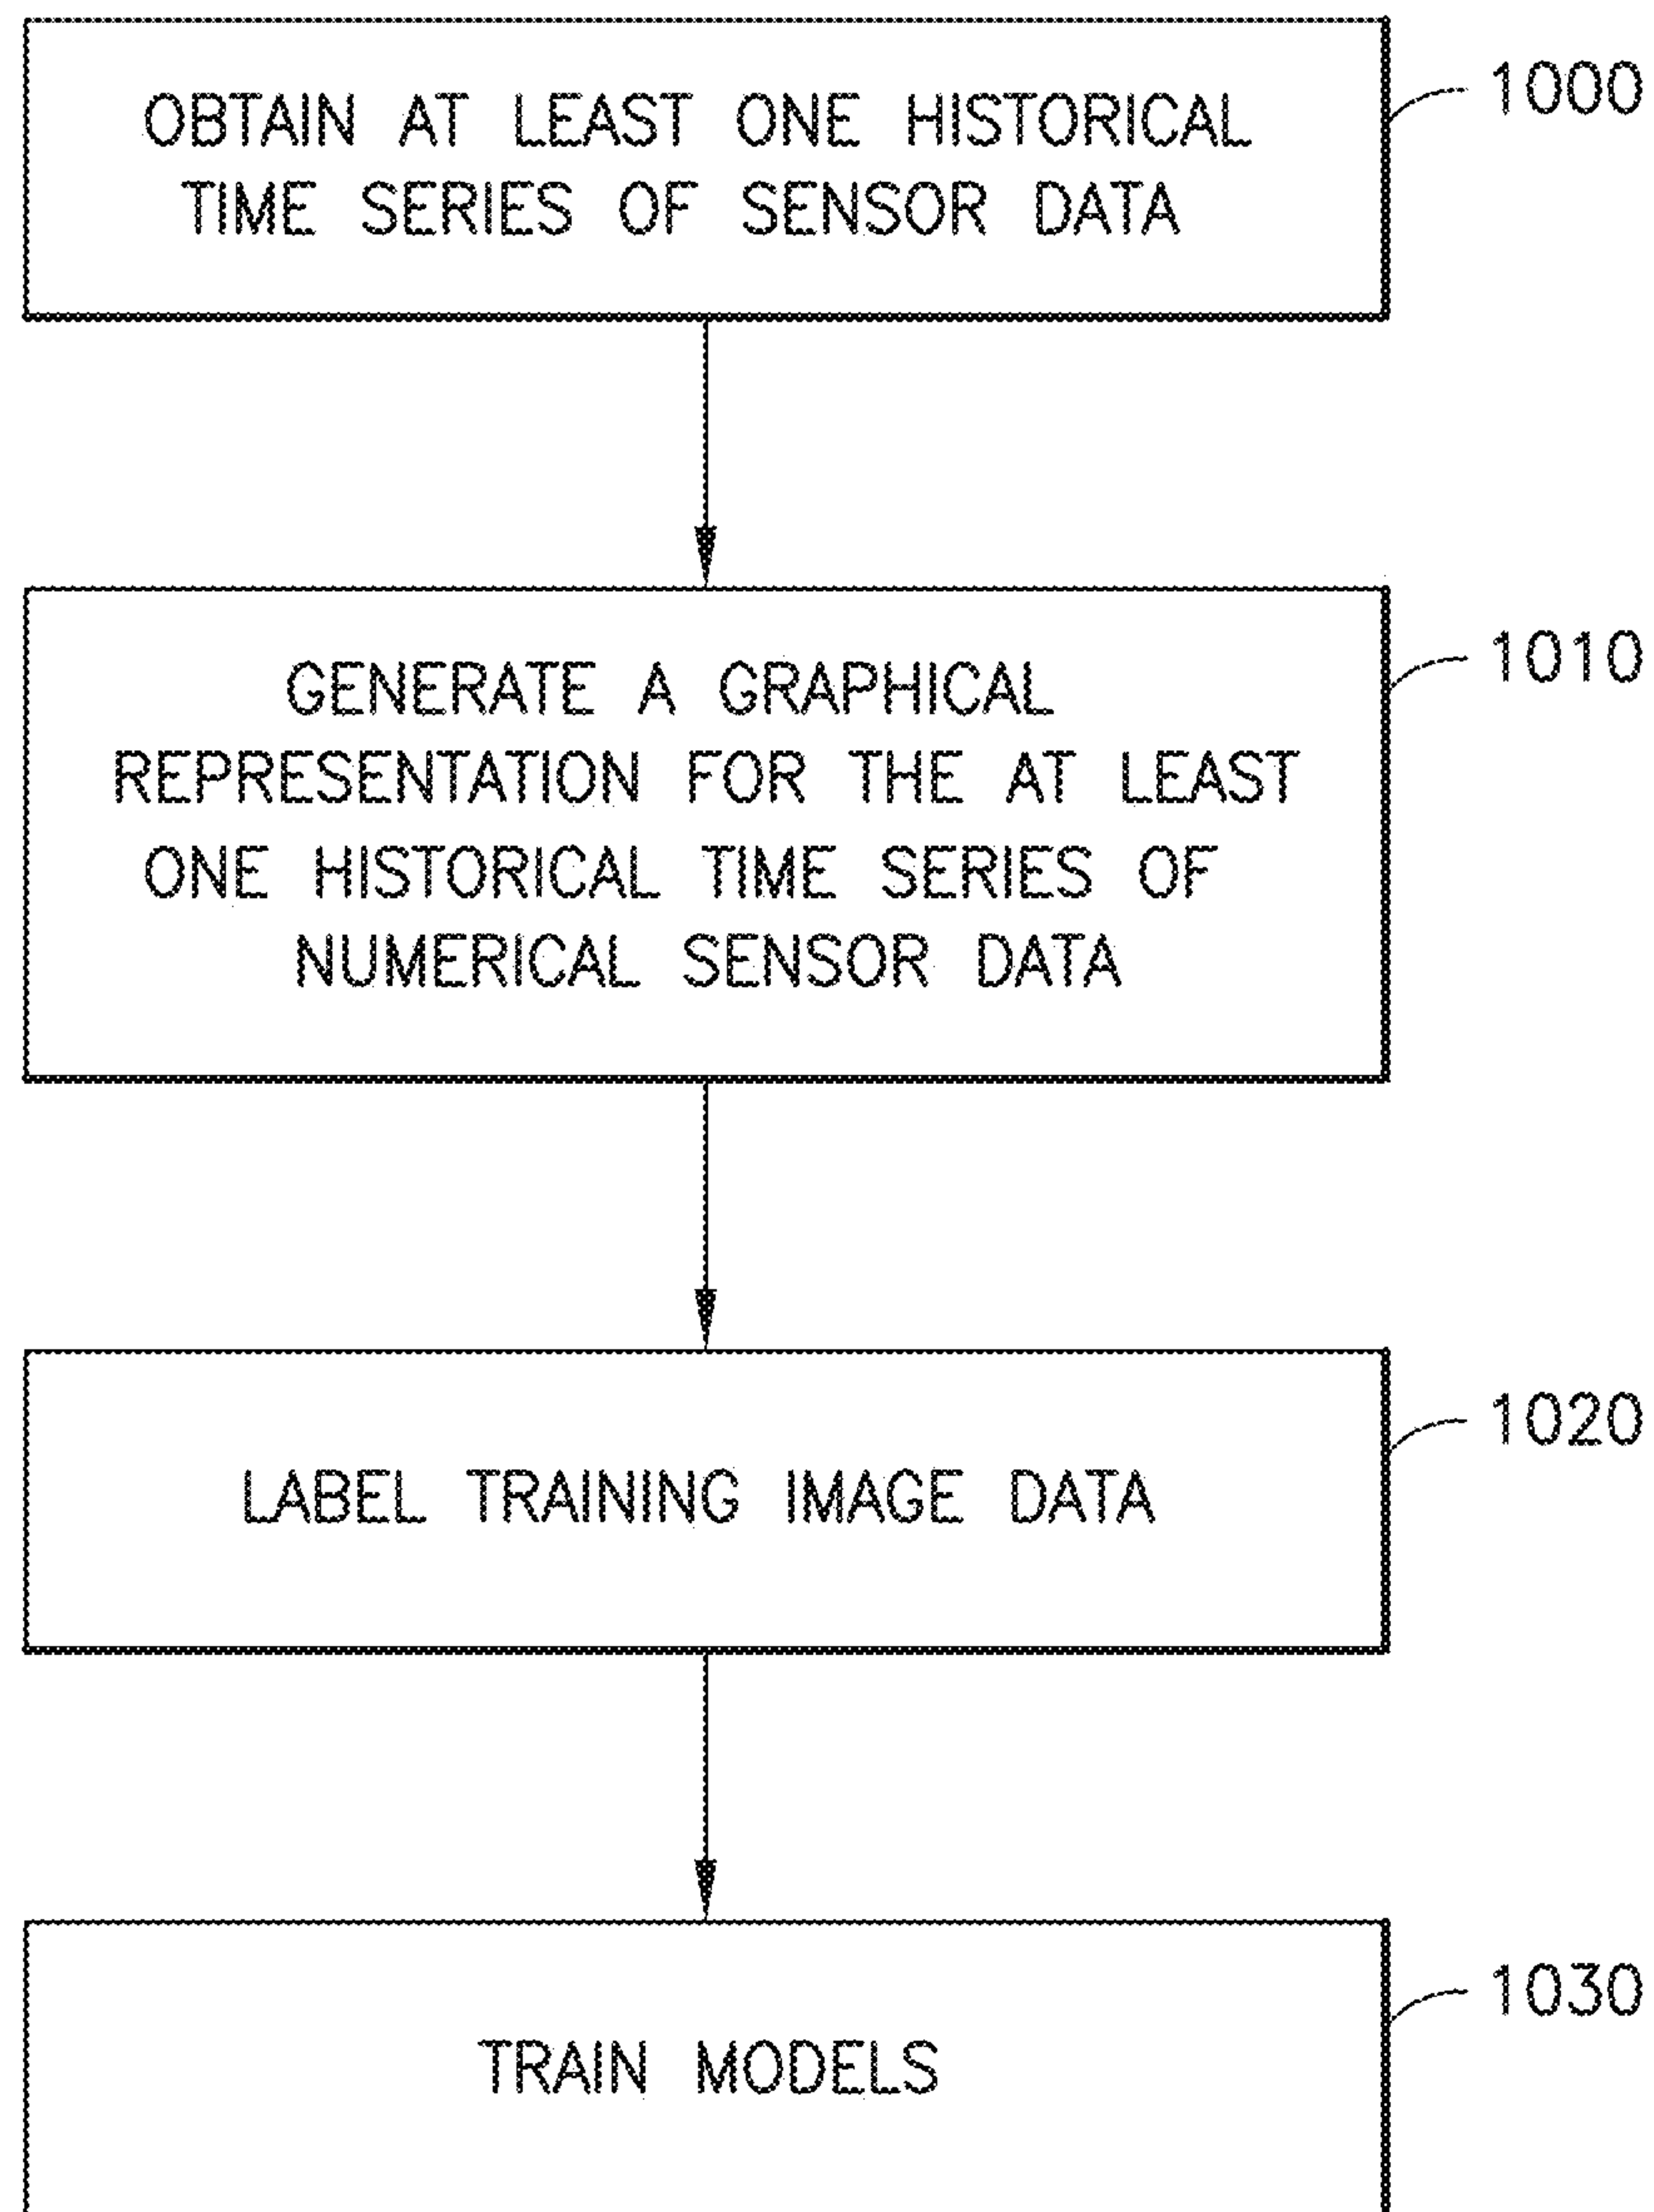 OBTAIN AT LEAST ONE HISTORICAL
TIME SERIES OF SENSOR DATA
1000
GENERATE A GRAPHICAL
REPRESENTATION FOR THE AT LEAST
ONE HISTORICAL TIME SERIES OF
NUMERICAL SENSOR DATA
1010
LABEL TRAINING IMAGE DATA
1020
TRAIN MODELS
1030